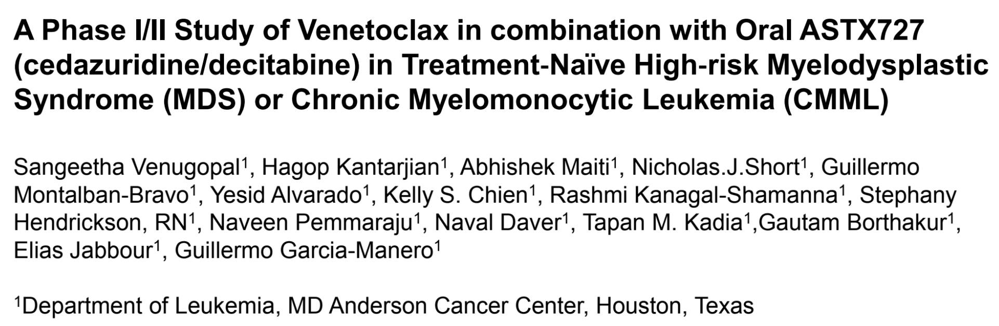 A Phase I/II Study of Venetoclax in combination with Oral ASTX727
(cedazuridine/decitabine) in Treatment-Naïve High-risk Myelodysplastic
Syndrome (MDS) or Chronic Myelomonocytic Leukemia (CMML)
Sangeetha Venugopal¹, Hagop Kantarjian¹, Abhishek Maiti¹, Nicholas.J.Short¹, Guillermo
Montalban-Bravo¹, Yesid Alvarado¹, Kelly S. Chien¹, Rashmi Kanagal-Shamanna¹, Stephany
Hendrickson, RN¹, Naveen Pemmaraju¹, Naval Daver¹, Tapan M. Kadia¹,Gautam Borthakur¹,
Elias Jabbour¹, Guillermo Garcia-Manero¹
¹Department of Leukemia, MD Anderson Cancer Center, Houston, Texas